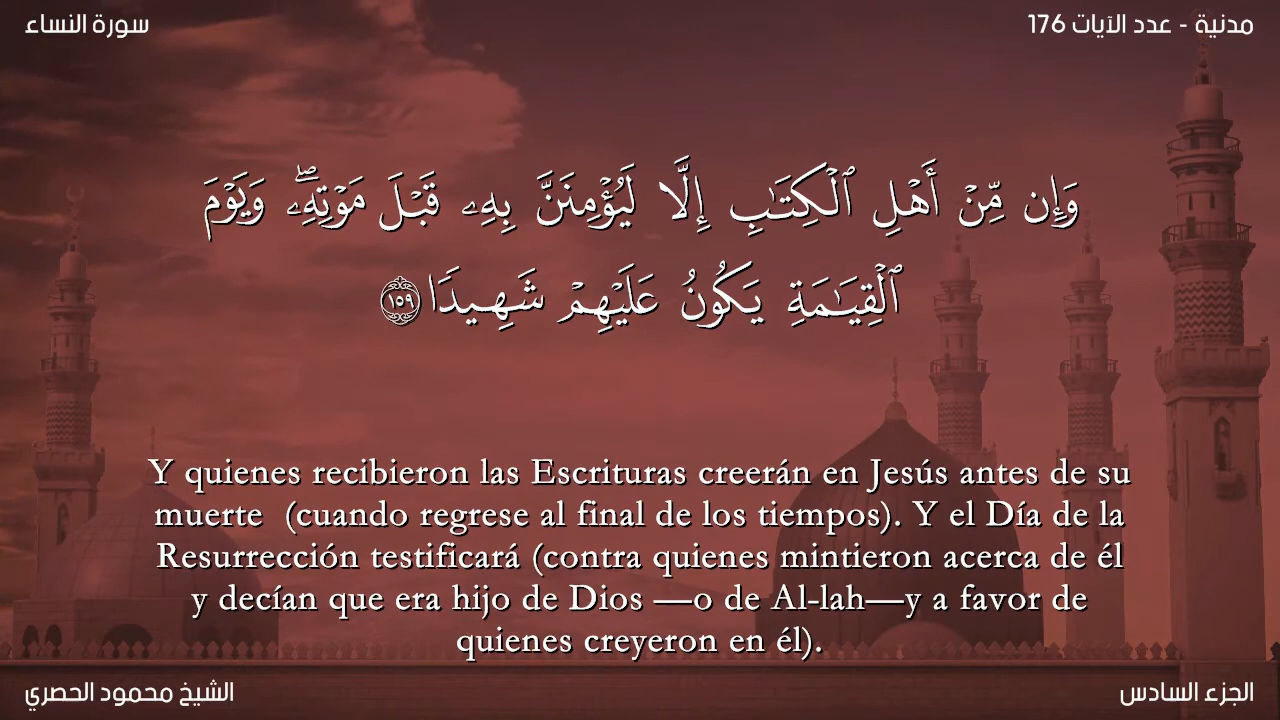 سورة النساء
مدنية - عدد الآيات 176
وَإِن مِّنْ أَهْلِ ٱلْكِتَـٰبِ إِلَّا لَيُؤْمِنَنَّ بِهِۦ قَبْلَ مَوْتِهِۦ ۖ وَيَوْمَ
ٱلْقِيَـٰمَةِ يَكُونُ عَلَيْهِمْ شَهِيدًا ١٥٩
Y quienes recibieron las Escrituras creerán en Jesús antes de su
muerte (cuando regrese al final de los tiempos). Y el Día de la
Resurrección testificará (contra quienes mintieron acerca de él
y decían que era hijo de Dios —o de Al-lah—y a favor de
quienes creyeron en él).
الشيخ محمود الحصري
الجزء السادس